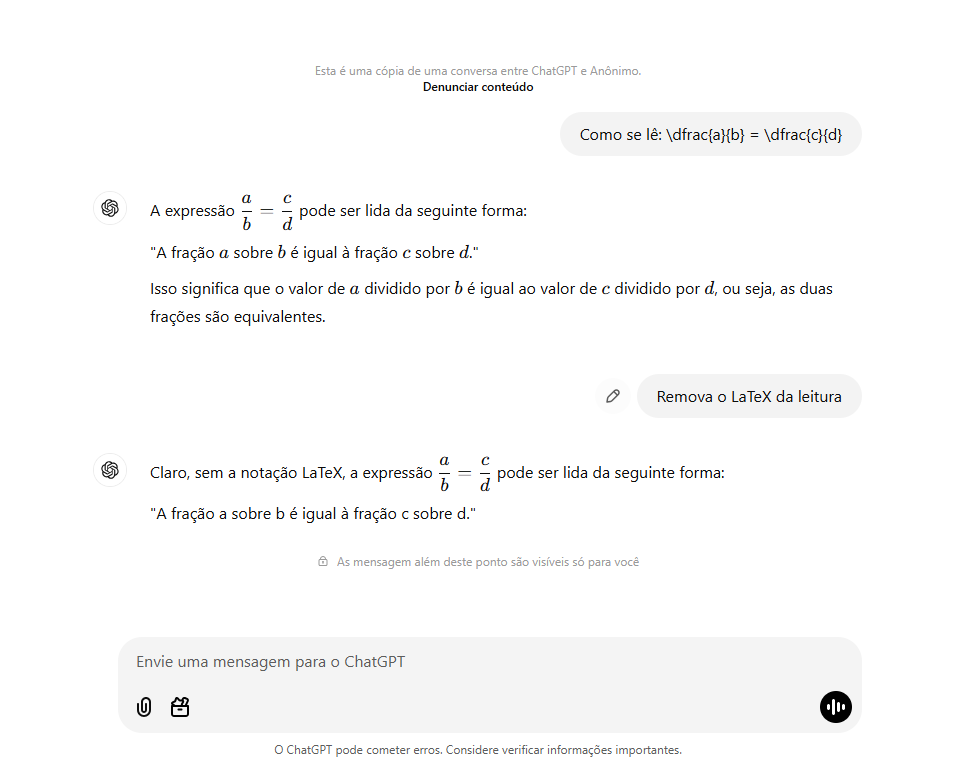 Esta é uma cópia de uma conversa entre ChatGPT e Anônimo.
Denunciar conteúdo
Como se lê: \dfrac{a}{b} = \dfrac{c}{d}
A expressão a/b = c/d pode ser lida da seguinte forma:
"A fração a sobre b é igual à fração c sobre d."
Isso significa que o valor de a dividido por b é igual ao valor de c dividido por d, ou seja, as duas
frações são equivalentes.
Remova o LaTeX da leitura
Claro, sem a notação LaTeX, a expressão a/b = c/d pode ser lida da seguinte forma:
"A fração a sobre b é igual à fração c sobre d."
As mensagem além deste ponto são visíveis só para você
Envie uma mensagem para o ChatGPT
O ChatGPT pode cometer erros. Considere verificar informações importantes.